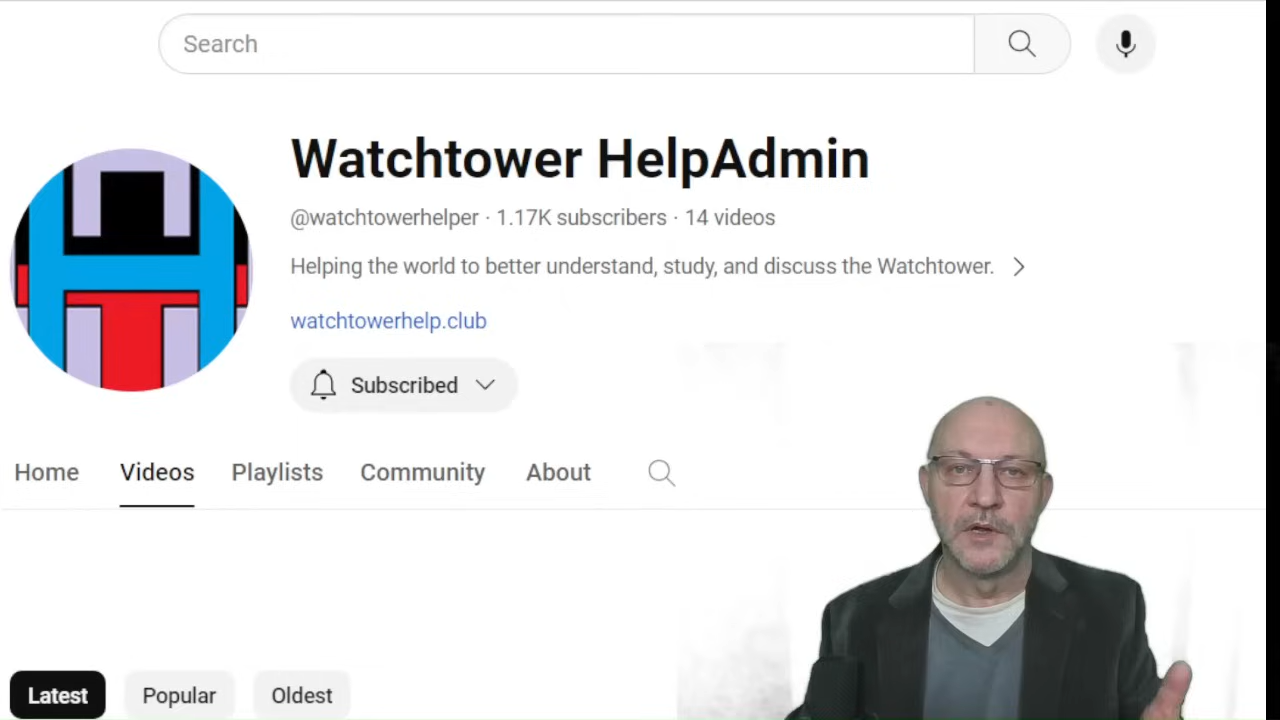 Search
Watchtower HelpAdmin
@watchtowerhelper · 1.17K subscribers · 14 videos
Helping the world to better understand, study, and discuss the Watchtower.
watchtowerhelp.club
Subscribed
Home Videos Playlists Community About
Latest Popular Oldest